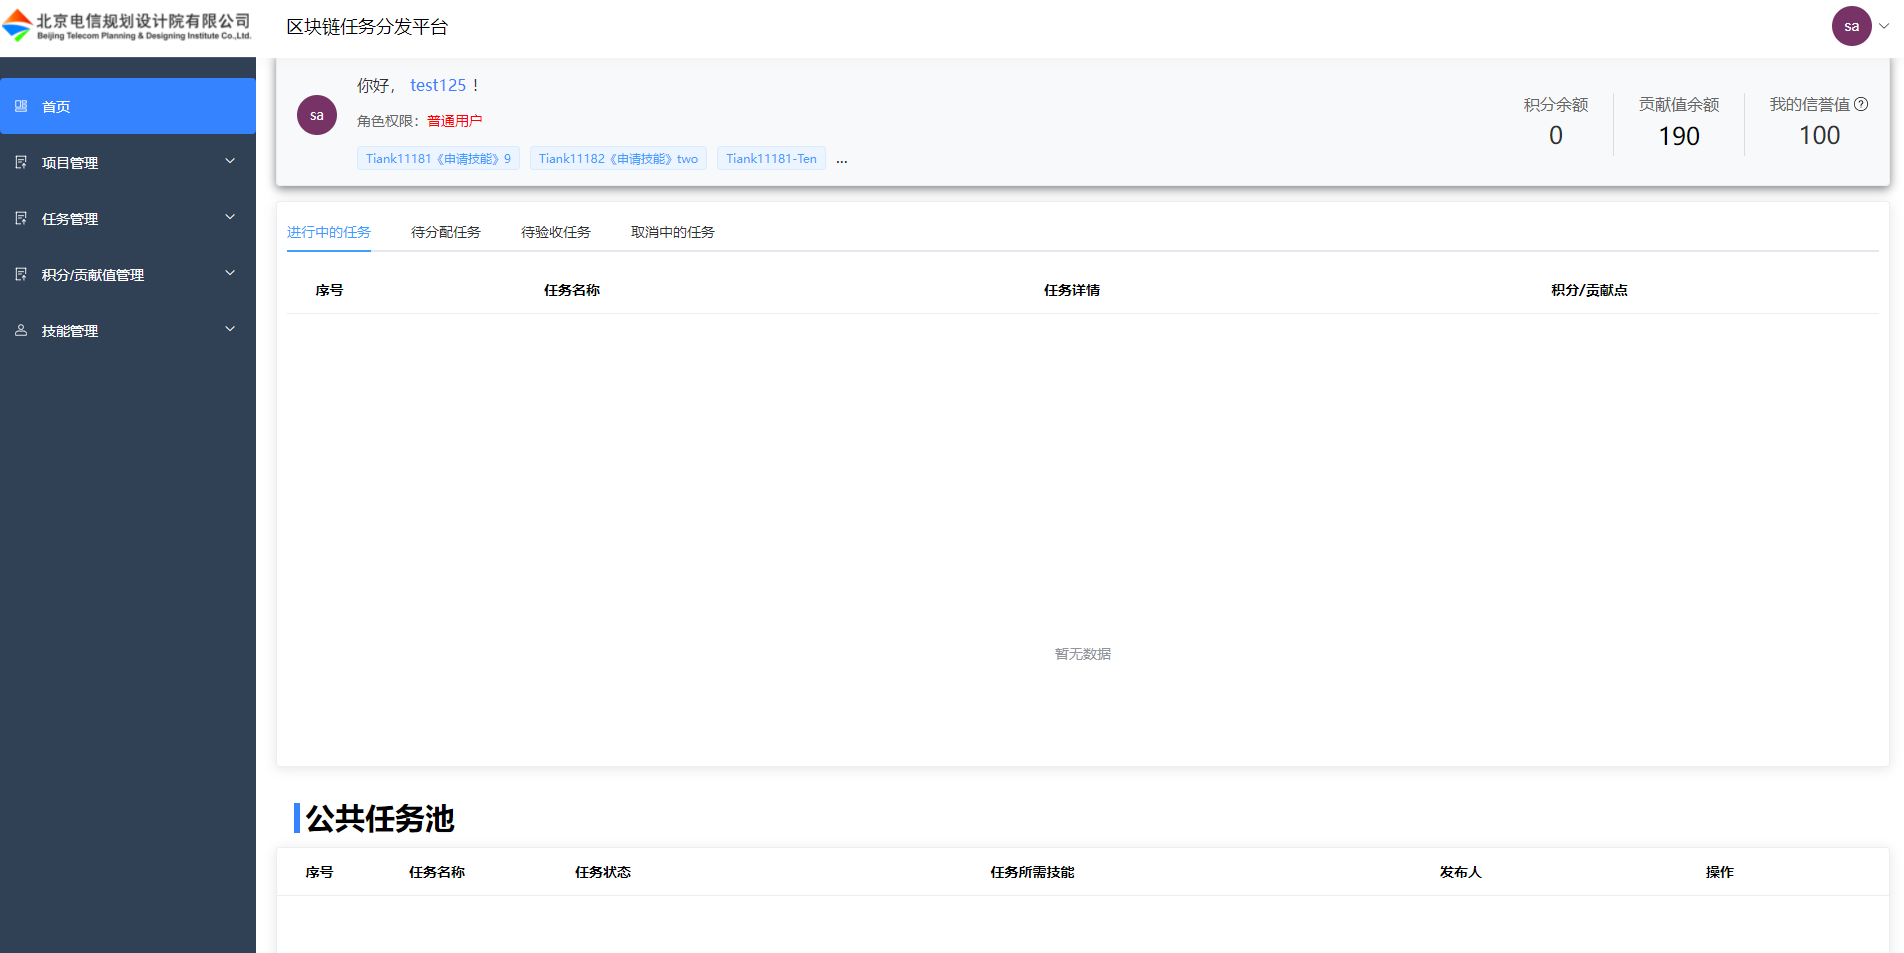 北京电信规划设计院有限公司
Beijing Telecom Planning & Designing Institute Co.,Ltd.
区块链任务分发平台
sa
首页
项目管理
任务管理
积分/贡献值管理
技能管理
sa
你好， test125 ！
角色权限：普通用户
Tiank11181《申请技能》9 Tiank11182《申请技能》two Tiank11181-Ten ...
积分余额 贡献值余额 我的信誉值
0 190 100
进行中的任务 待分配任务 待验收任务 取消中的任务
序号 任务名称 任务详情 积分/贡献点
暂无数据
公共任务池
序号 任务名称 任务状态 任务所需技能 发布人 操作